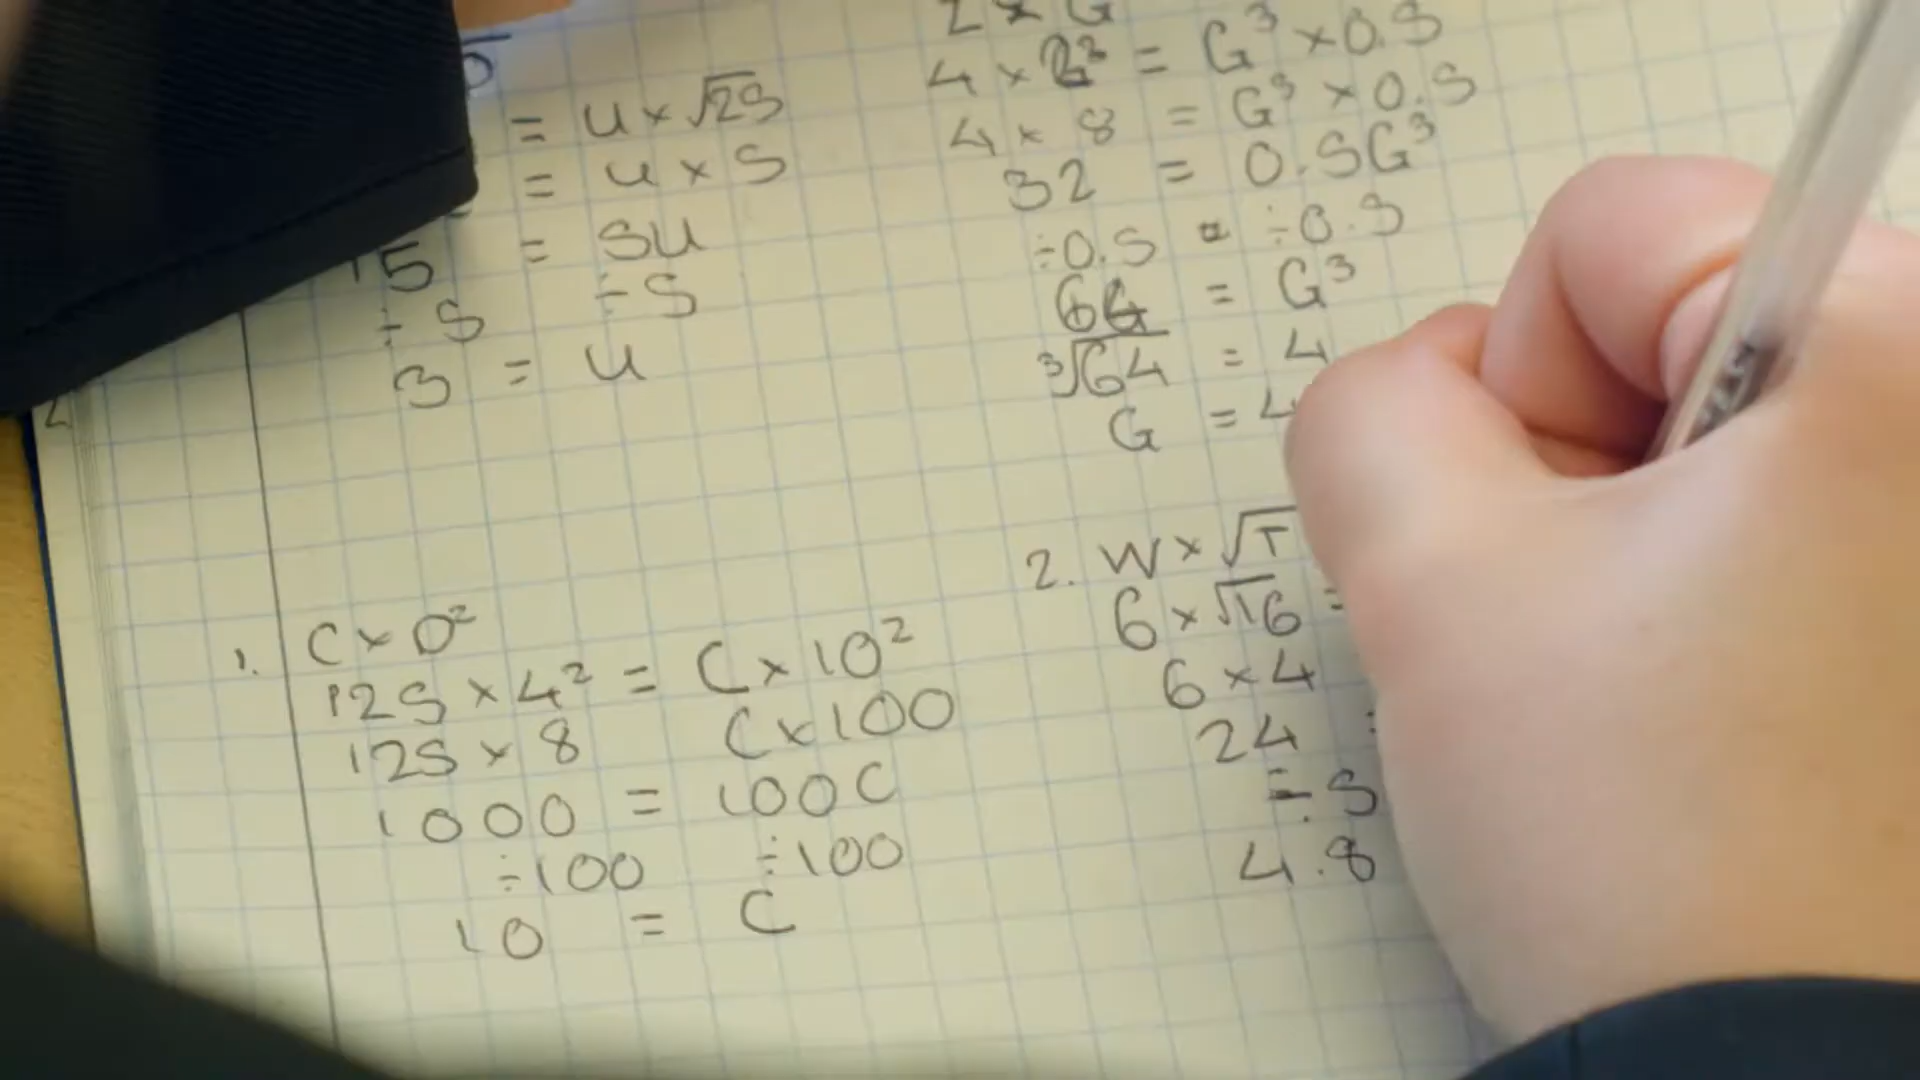 = u × √25
= u × 5
15 = 5u
÷ 5 ÷ 5
3 = u
2 × G
4 × 2³ = G³ × 0.5
4 × 8 = G³ × 0.5
32 = 0.5G³
÷0.5 = ÷0.5
64 = G³
³√64 = 4
G = 4
1. C × D²
125 × 4² = C × 10²
125 × 8 C × 100
1000 = 100C
÷100 ÷100
10 = C
2. W × √T
6 × √16 =
6 × 4
24
÷ 5
4.8